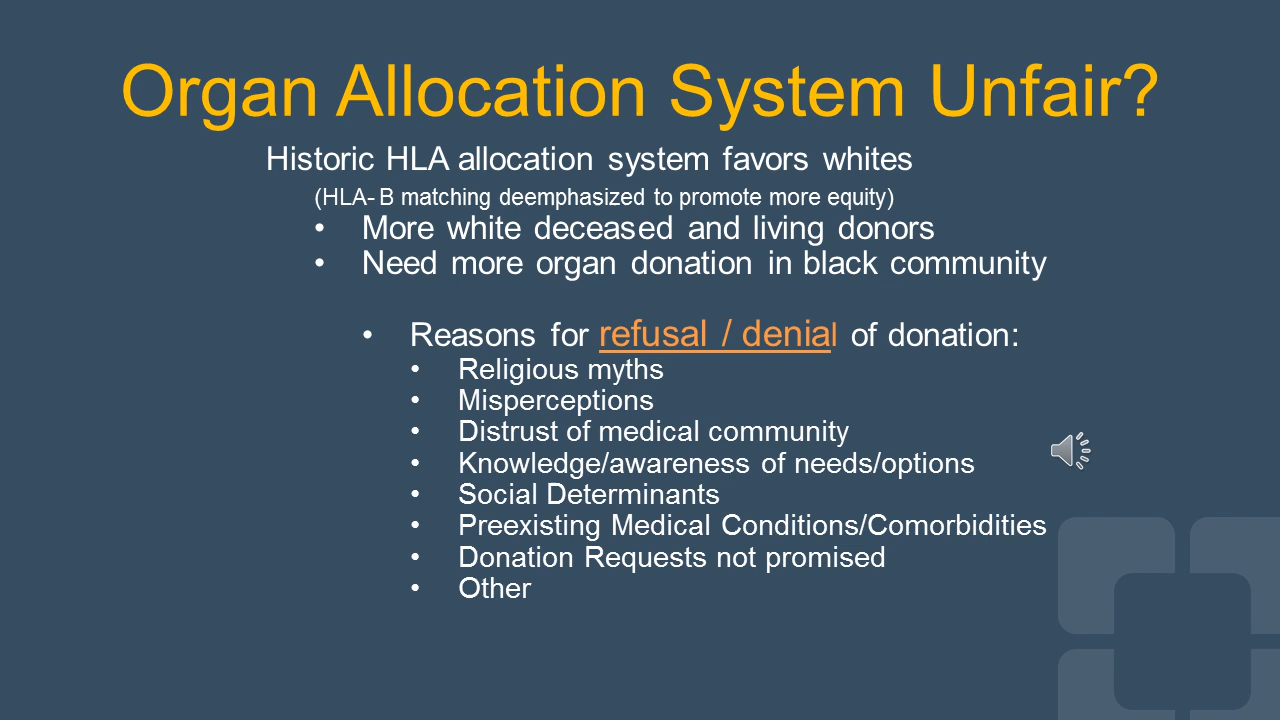 Organ Allocation System Unfair?
Historic HLA allocation system favors whites
(HLA- B matching deemphasized to promote more equity)
• More white deceased and living donors
• Need more organ donation in black community
• Reasons for refusal / denial of donation:
• Religious myths
• Misperceptions
• Distrust of medical community
• Knowledge/awareness of needs/options
• Social Determinants
• Preexisting Medical Conditions/Comorbidities
• Donation Requests not promised
• Other